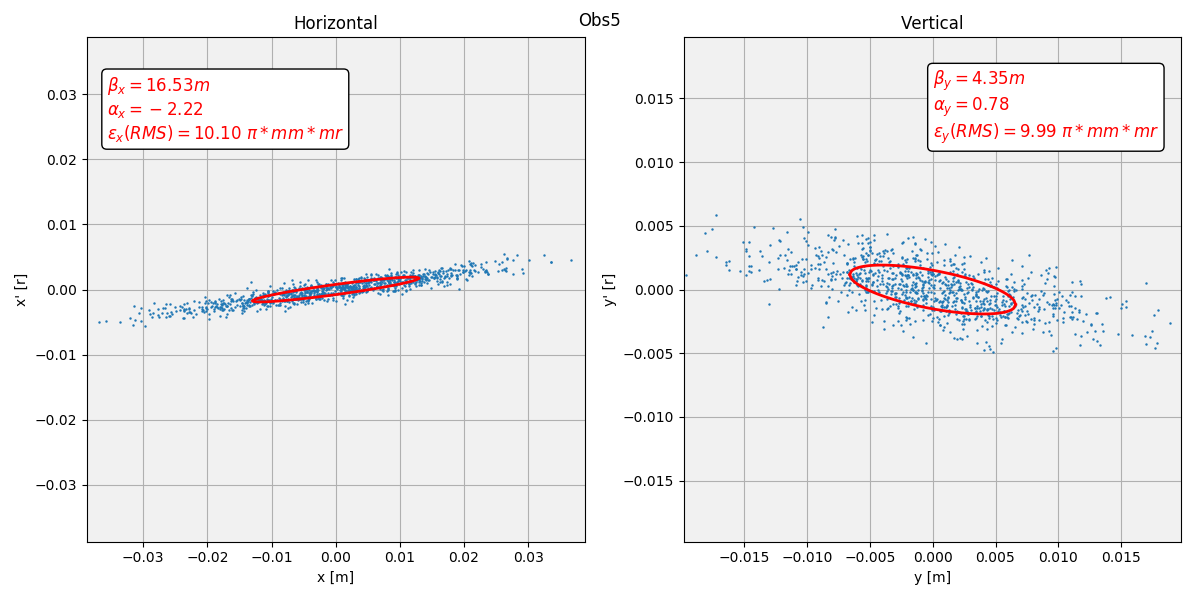 Obs5
Horizontal
βx = 16.53m
αx = −2.22
εx(RMS) = 10.10 π*mm*mr
x' [r]
0.03
0.02
0.01
0.00
−0.01
−0.02
−0.03
−0.03 −0.02 −0.01 0.00 0.01 0.02 0.03
x [m]
Vertical
βy = 4.35m
αy = 0.78
εy(RMS) = 9.99 π*mm*mr
y' [r]
0.015
0.010
0.005
0.000
−0.005
−0.010
−0.015
−0.015 −0.010 −0.005 0.000 0.005 0.010 0.015
y [m]